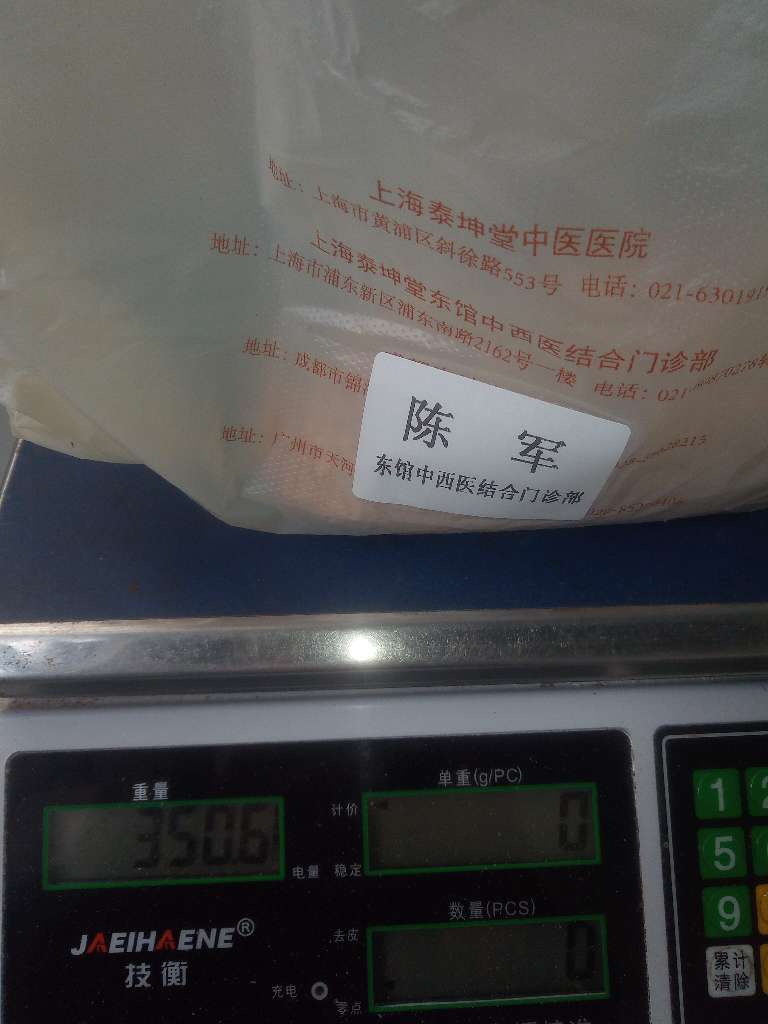 上海泰坤堂中医医院
地址：上海市黄浦区斜徐路553号 电话：021-630191
上海泰坤堂东馆中西医结合门诊部
地址：上海市浦东新区浦东南路2162号一楼 电话：021
地址：成都市锦
地址：广州市天河
陈 军
东馆中西医结合门诊部
重量
单重(g/PC)
3506
计价
0
电量 稳定
数量(PCS)
JAEIHAENE®
去皮
0
技衡
充电
零点
1
5
9
累计
清除